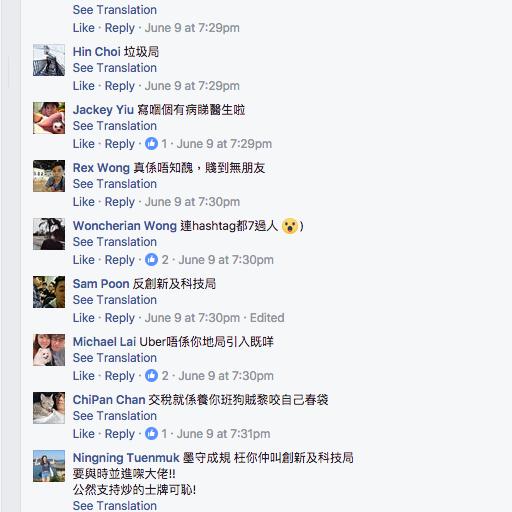 See Translation
Like · Reply · June 9 at 7:29pm
Hin Choi 垃圾局
See Translation
Like · Reply · June 9 at 7:29pm
Jackey Yiu 寫嗰個有病睇醫生啦
See Translation
Like · Reply · 1 · June 9 at 7:29pm
Rex Wong 真係唔知醜，賤到無朋友
See Translation
Like · Reply · June 9 at 7:30pm
Woncherian Wong 連hashtag都7過人 😮)
See Translation
Like · Reply · 2 · June 9 at 7:30pm
Sam Poon 反創新及科技局
See Translation
Like · Reply · June 9 at 7:30pm · Edited
Michael Lai Uber唔係你地局引入既咩
See Translation
Like · Reply · 2 · June 9 at 7:30pm
ChiPan Chan 交稅就係養你班狗賊黎咬自己春袋
See Translation
Like · Reply · 1 · June 9 at 7:31pm
Ningning Tuenmuk 墨守成規 枉你仲叫創新及科技局
要與時並進㗎大佬!!
公然支持炒的士牌可恥!
See Translation